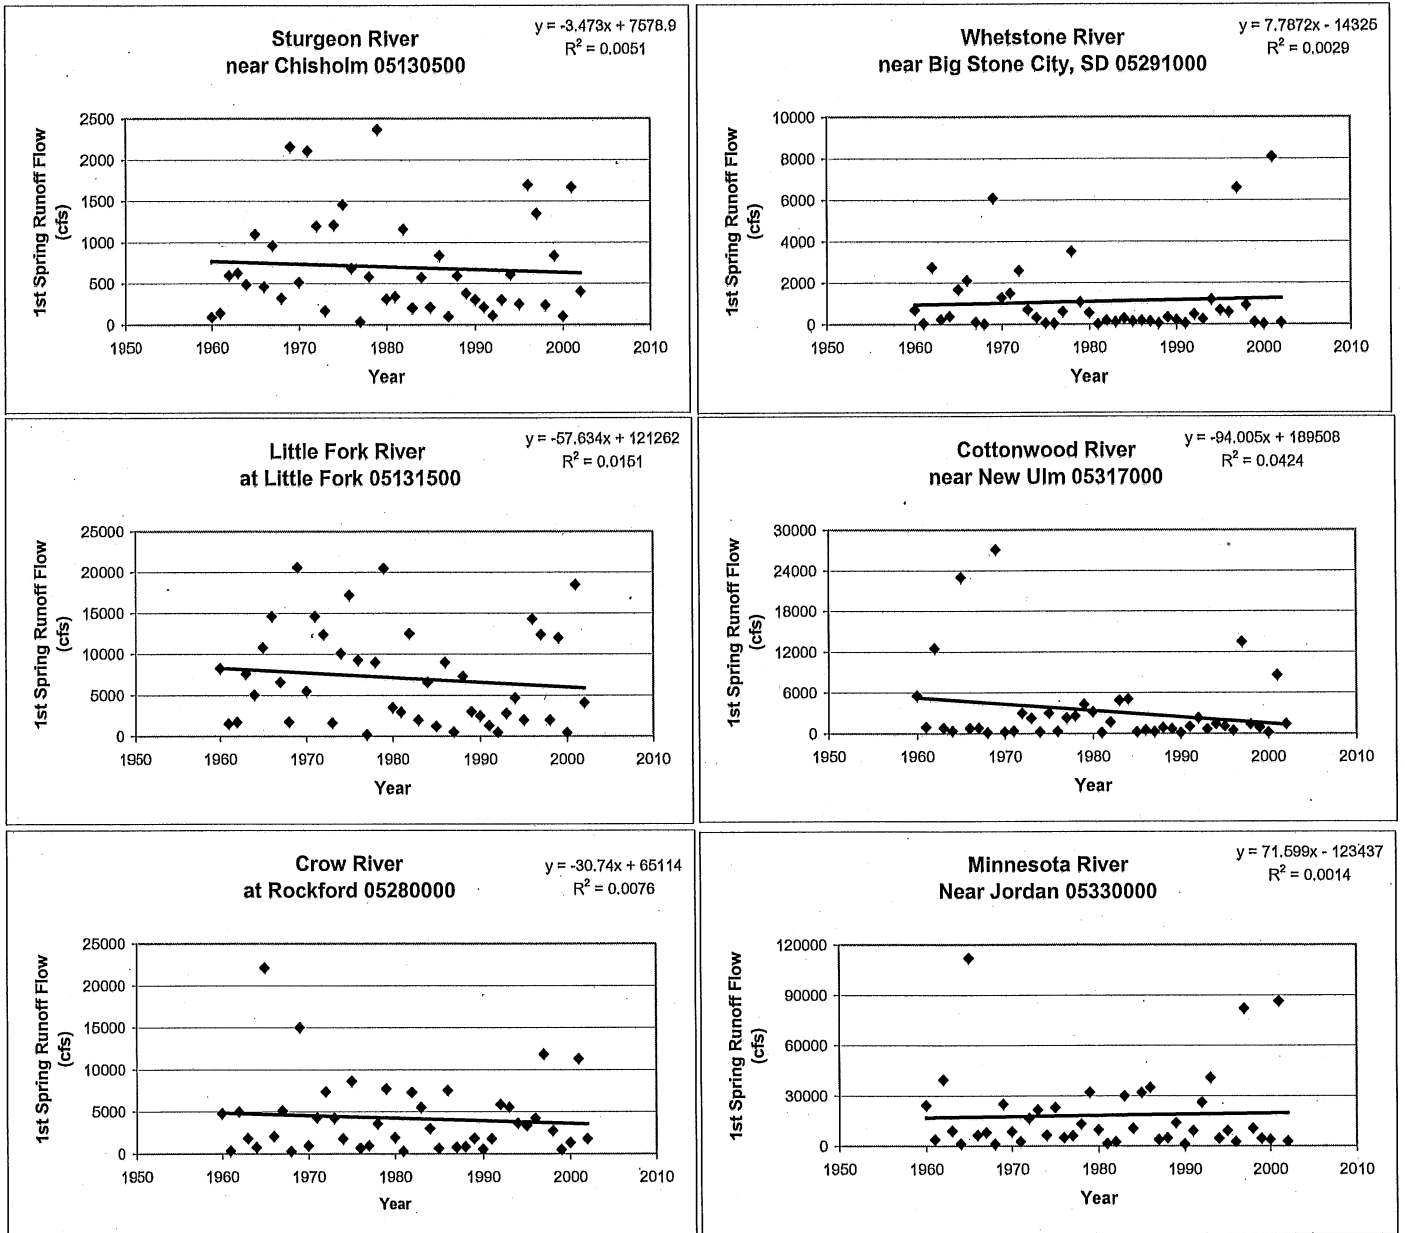 Sturgeon River
near Chisholm 05130500
y = -3.473x + 7578.9
R² = 0.0051
1st Spring Runoff Flow
(cfs)
2500
2000
1500
1000
500
0
1950 1960 1970 1980 1990 2000 2010
Year
Whetstone River
near Big Stone City, SD 05291000
y = 7.7872x - 14325
R² = 0.0029
1st Spring Runoff Flow
(cfs)
10000
8000
6000
4000
2000
0
1950 1960 1970 1980 1990 2000 2010
Year
Little Fork River
at Little Fork 05131500
y = -57.634x + 121262
R² = 0.0151
1st Spring Runoff Flow
(cfs)
25000
20000
15000
10000
5000
0
1950 1960 1970 1980 1990 2000 2010
Year
Cottonwood River
near New Ulm 05317000
y = -94.005x + 189508
R² = 0.0424
1st Spring Runoff Flow
(cfs)
30000
24000
18000
12000
6000
0
1950 1960 1970 1980 1990 2000 2010
Year
Crow River
at Rockford 05280000
y = -30.74x + 65114
R² = 0.0076
1st Spring Runoff Flow
(cfs)
25000
20000
15000
10000
5000
0
1950 1960 1970 1980 1990 2000 2010
Year
Minnesota River
Near Jordan 05330000
y = 71.599x - 123437
R² = 0.0014
1st Spring Runoff Flow
(cfs)
120000
90000
60000
30000
0
1950 1960 1970 1980 1990 2000 2010
Year